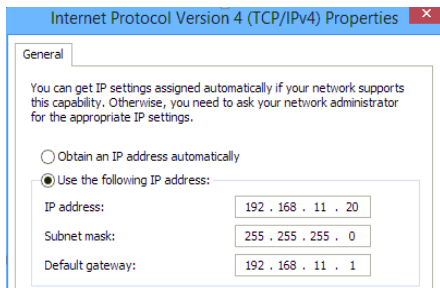 Internet Protocol Version 4 (TCP/IPv4) Properties
General
You can get IP settings assigned automatically if your network supports
this capability. Otherwise, you need to ask your network administrator
for the appropriate IP settings.
Obtain an IP address automatically
Use the following IP address:
IP address: 192 . 168 . 11 . 20
Subnet mask: 255 . 255 . 255 . 0
Default gateway: 192 . 168 . 11 . 1